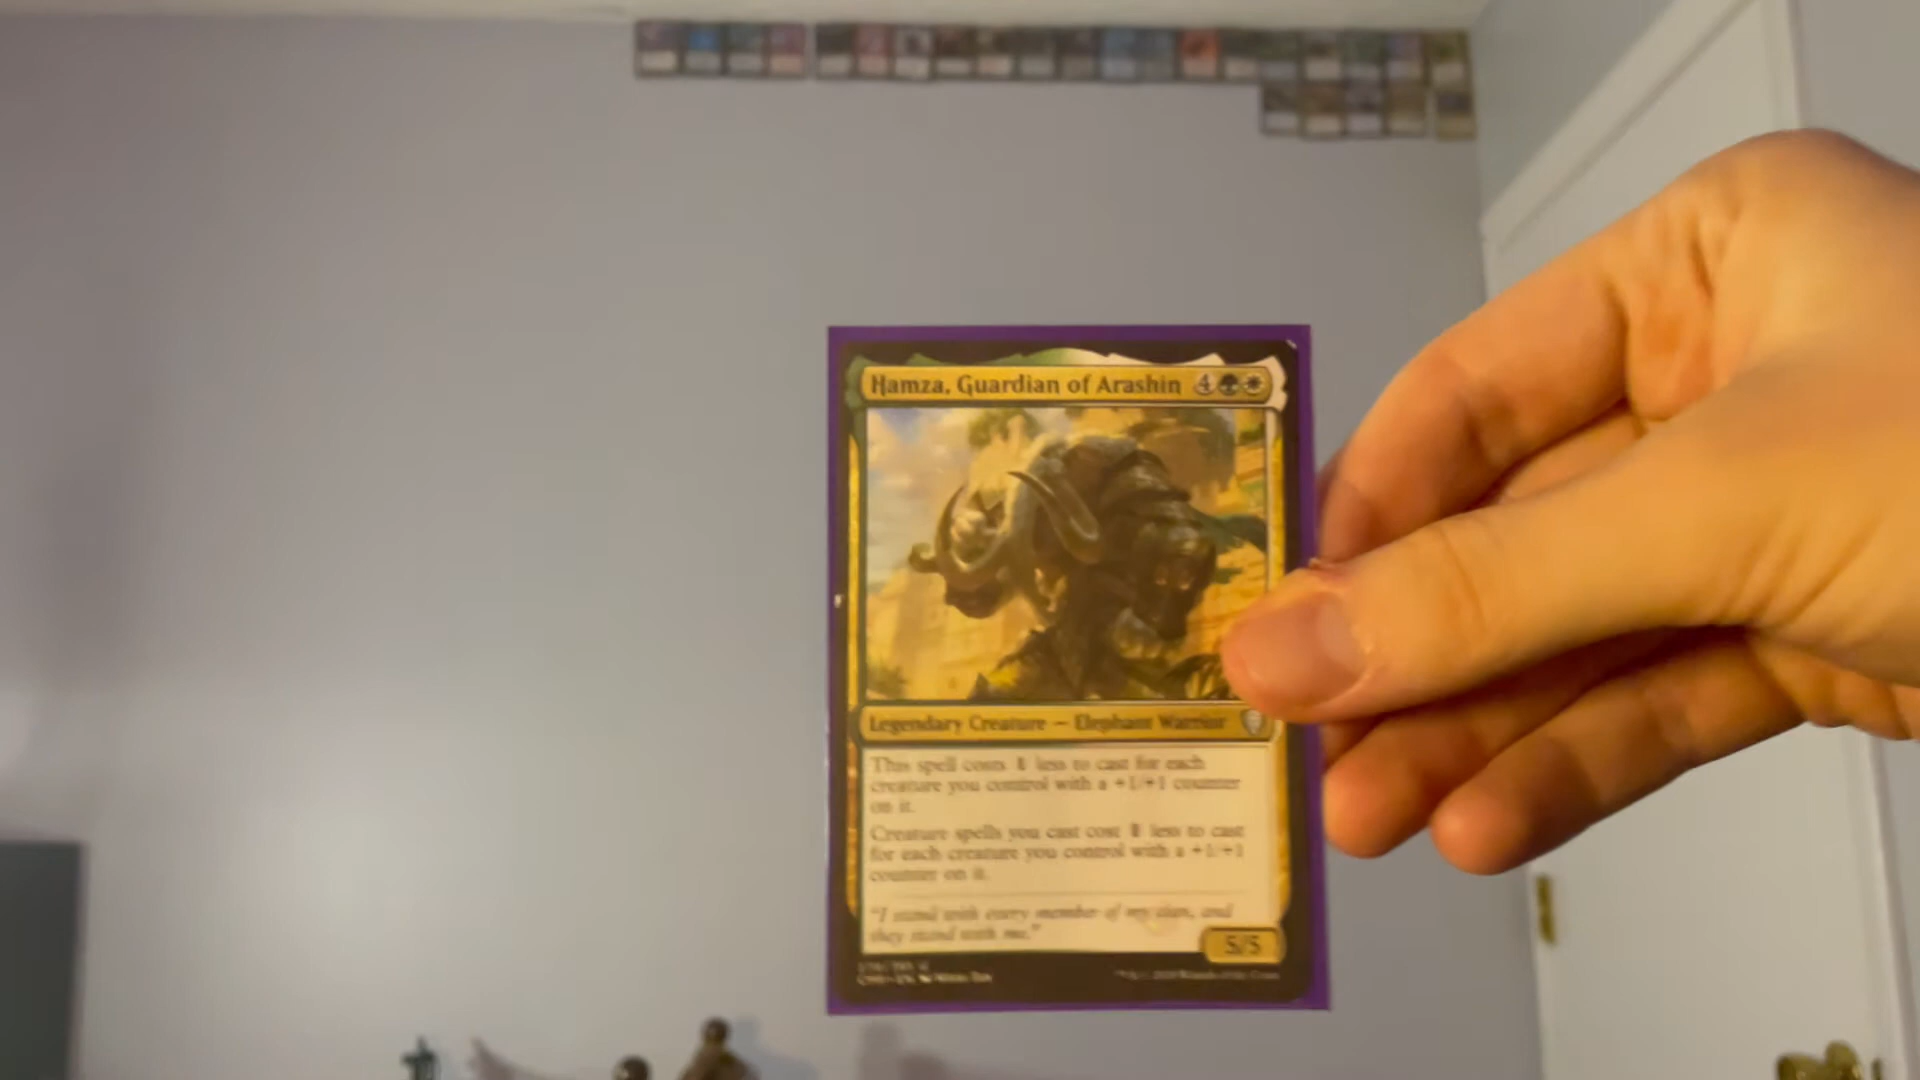 Hamza, Guardian of Arashin 4
Legendary Creature — Elephant Warrior
This spell costs 1 less to cast for each
creature you control with a +1/+1 counter
on it.
Creature spells you cast cost 1 less to cast
for each creature you control with a +1/+1
counter on it.
"I stand with every member of my clan, and
they stand with me."
5/5